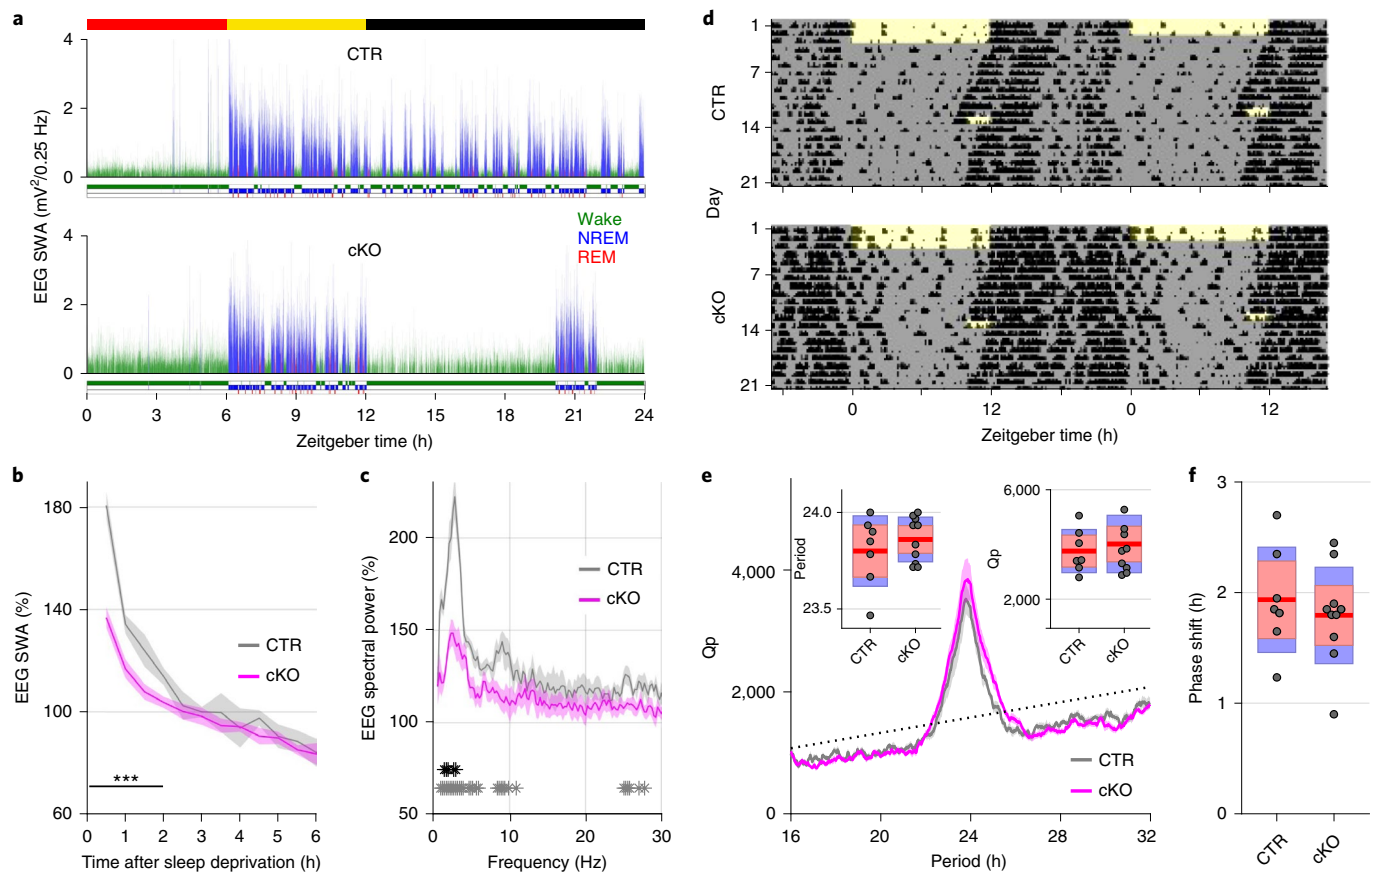 a
CTR
4
2
0
EEG SWA (mV²/0.25 Hz)
Wake
NREM
REM
cKO
4
2
0
0 3 6 9 12 15 18 21 24
Zeitgeber time (h)
d
1
7
14
21
CTR
Day
1
7
14
21
cKO
0 12 0 12
Zeitgeber time (h)
b
180
140
100
60
EEG SWA (%)
CTR
cKO
***
0 1 2 3 4 5 6
Time after sleep deprivation (h)
c
200
150
100
50
EEG spectral power (%)
CTR
cKO
0 10 20 30
Frequency (Hz)
e
4,000
2,000
0
Qp
24.0
23.5
Period
CTR cKO
6,000
2,000
Qp
CTR cKO
CTR
cKO
16 20 24 28 32
Period (h)
f
3
2
1
0
Phase shift (h)
CTR cKO